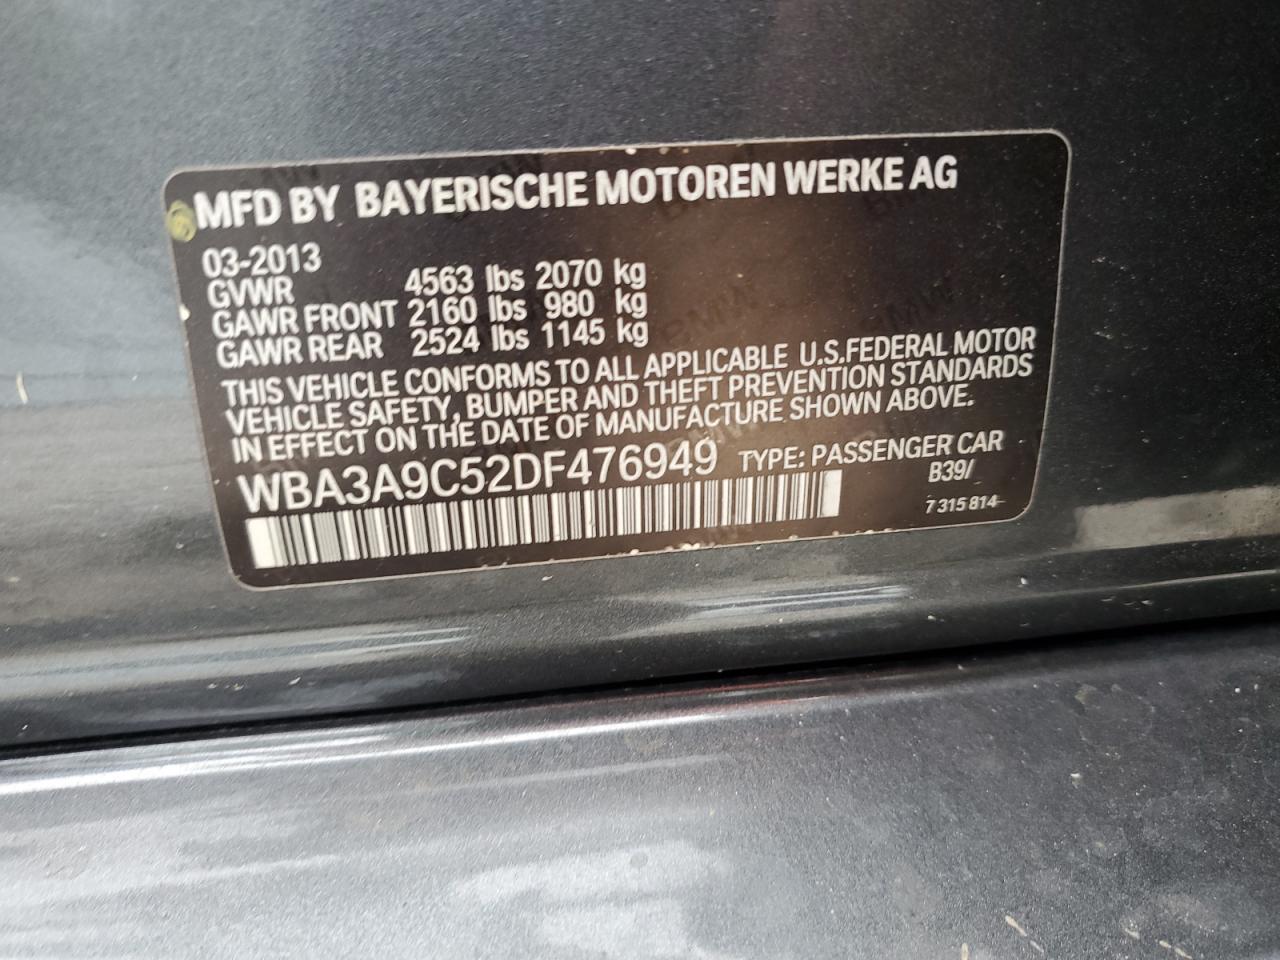 MFD BY BAYERISCHE MOTOREN WERKE AG
03-2013
GVWR 4563 lbs 2070 kg
GAWR FRONT 2160 lbs 980 kg
GAWR REAR 2524 lbs 1145 kg
THIS VEHICLE CONFORMS TO ALL APPLICABLE U.S.FEDERAL MOTOR
VEHICLE SAFETY, BUMPER AND THEFT PREVENTION STANDARDS
IN EFFECT ON THE DATE OF MANUFACTURE SHOWN ABOVE.
WBA3A9C52DF476949 TYPE: PASSENGER CAR
B39/
7 315 814